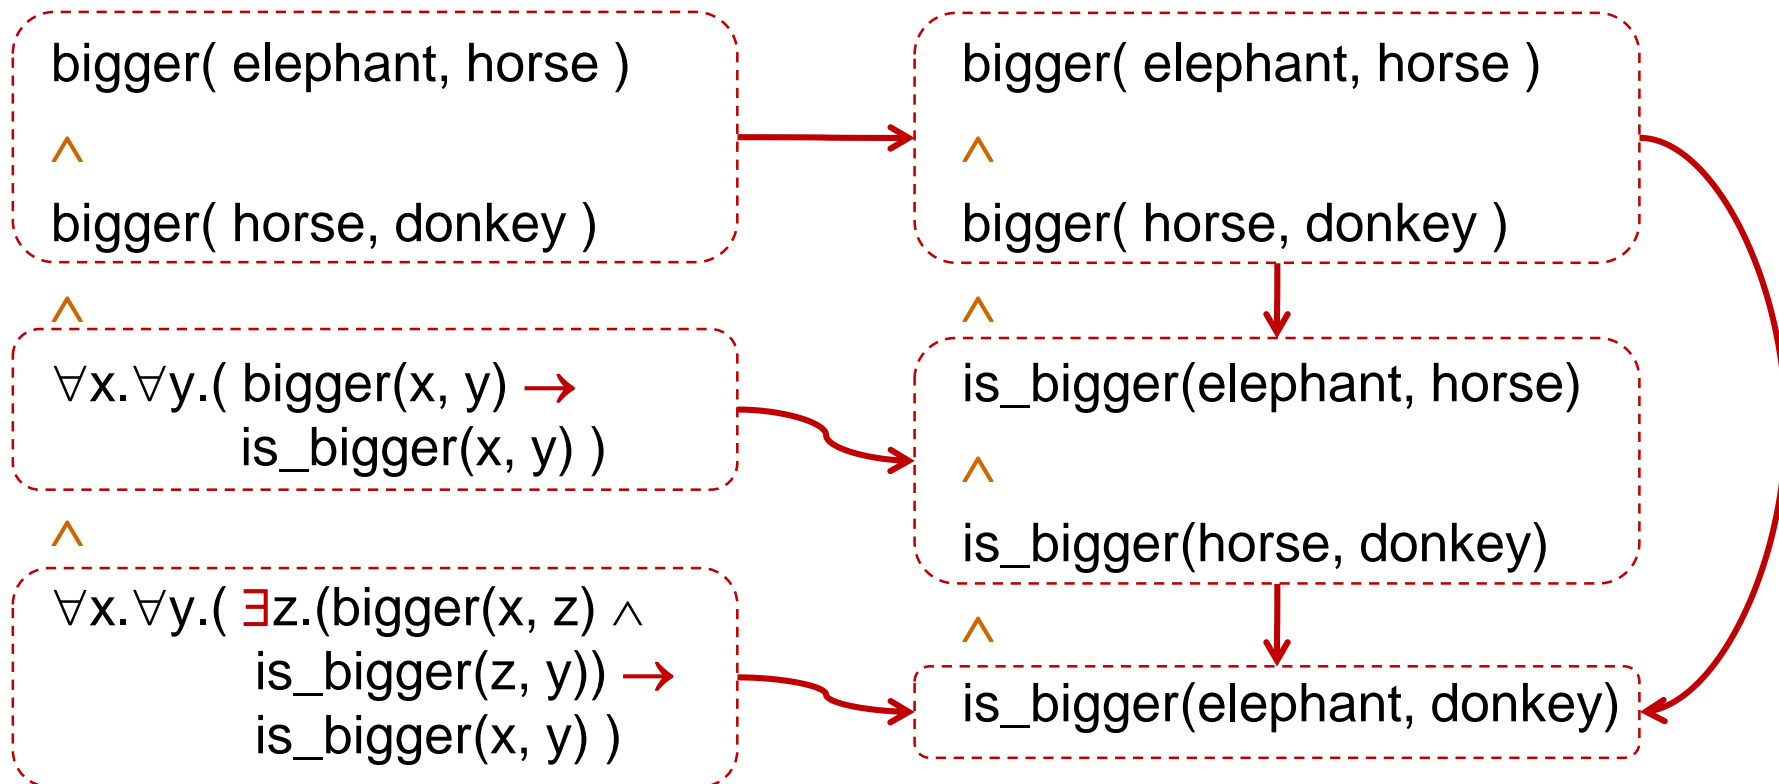 bigger( elephant, horse )
∧
bigger( horse, donkey )
∧
∀x.∀y.( bigger(x, y) →
is_bigger(x, y) )
∧
∀x.∀y.( ∃z.(bigger(x, z) ∧
is_bigger(z, y)) →
is_bigger(x, y) )
bigger( elephant, horse )
∧
bigger( horse, donkey )
∧
is_bigger(elephant, horse)
∧
is_bigger(horse, donkey)
∧
is_bigger(elephant, donkey)